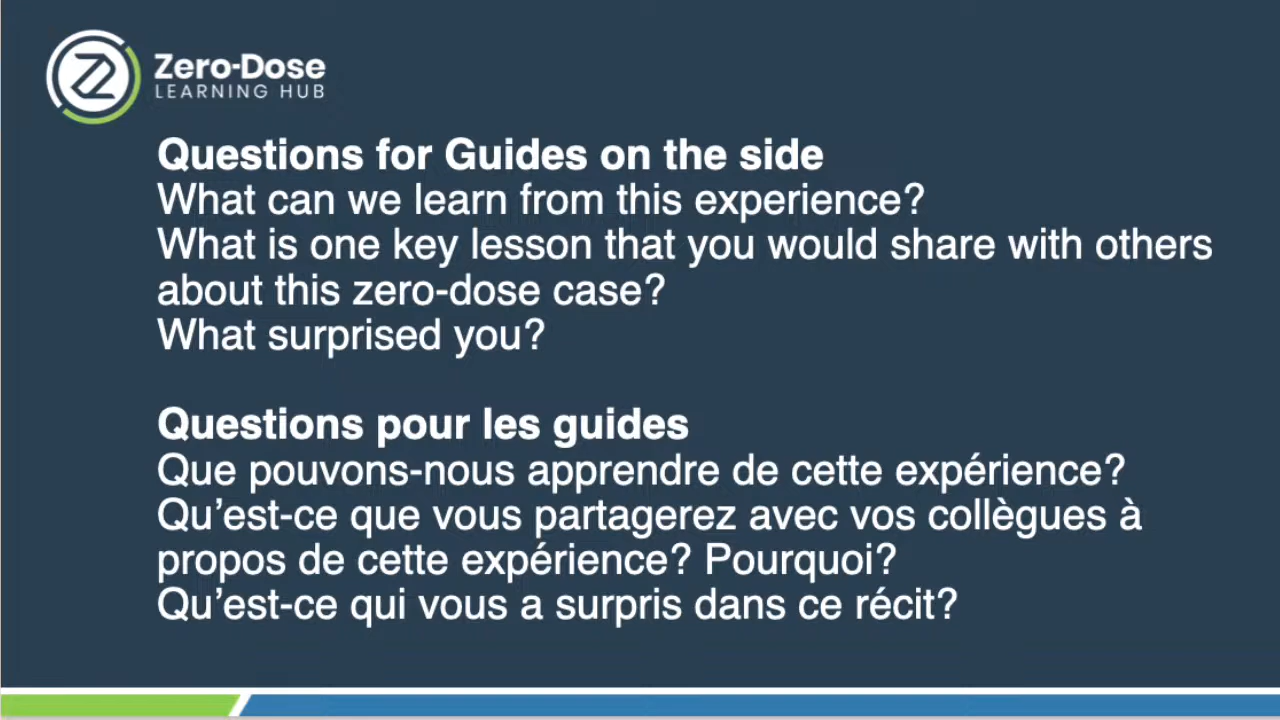 Zero-Dose
LEARNING HUB
Questions for Guides on the side
What can we learn from this experience?
What is one key lesson that you would share with others
about this zero-dose case?
What surprised you?
Questions pour les guides
Que pouvons-nous apprendre de cette expérience?
Qu’est-ce que vous partagerez avec vos collègues à
propos de cette expérience? Pourquoi?
Qu’est-ce qui vous a surpris dans ce récit?